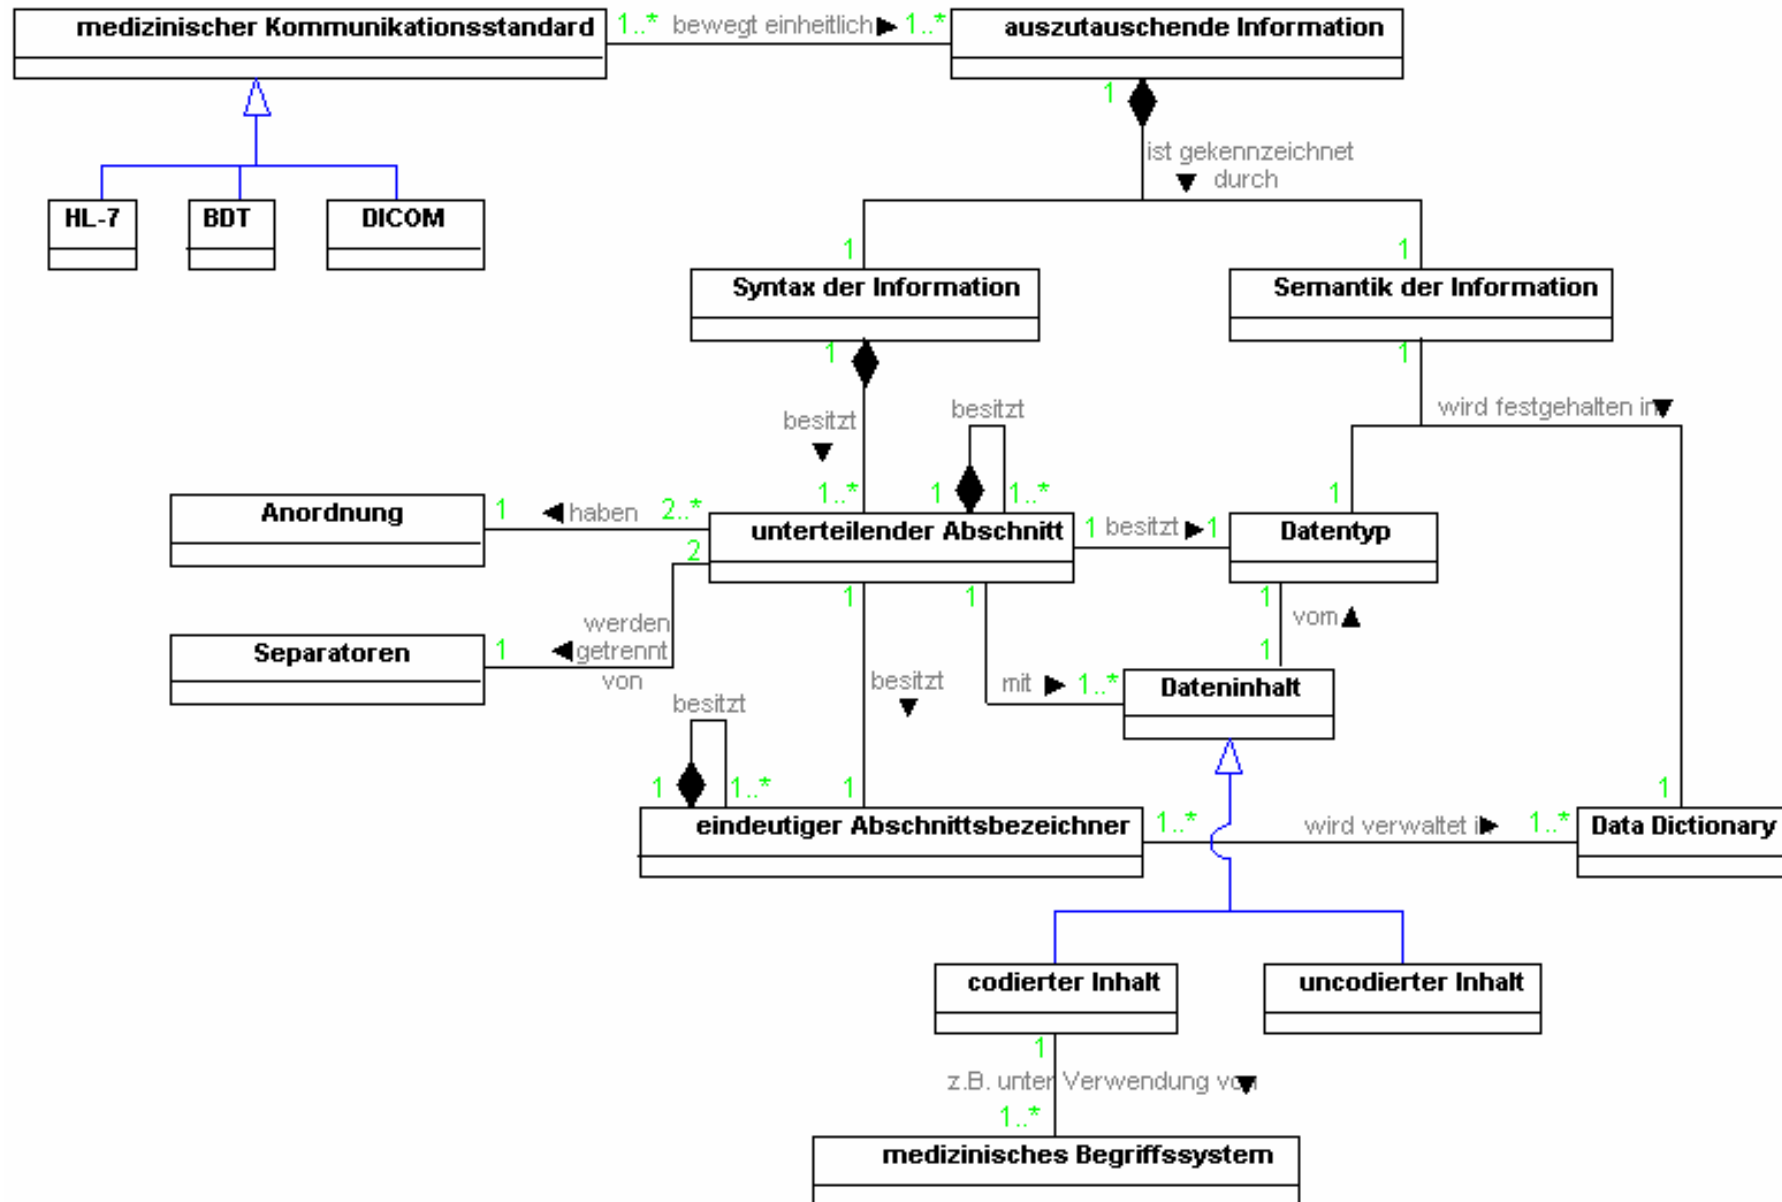 medizinischer Kommunikationsstandard
1..* bewegt einheitlich 1..*
auszutauschende Information
1
ist gekennzeichnet
durch
HL-7
BDT
DICOM
1
1
Syntax der Information
Semantik der Information
1
1
besitzt
besitzt
wird festgehalten in
1..*
1
1..*
1
Anordnung
1
haben
2..*
unterteilender Abschnitt
1 besitzt 1
Datentyp
2
1
1
1
vom
werden
getrennt
von
1
Separatoren
1
besitzt
mit
1..*
Dateninhalt
besitzt
1
1..*
1
1
eindeutiger Abschnittsbezeichner
1..*
wird verwaltet
1..*
Data Dictionary
codierter Inhalt
uncodierter Inhalt
1
z.B. unter Verwendung von
1..*
medizinisches Begriffssystem